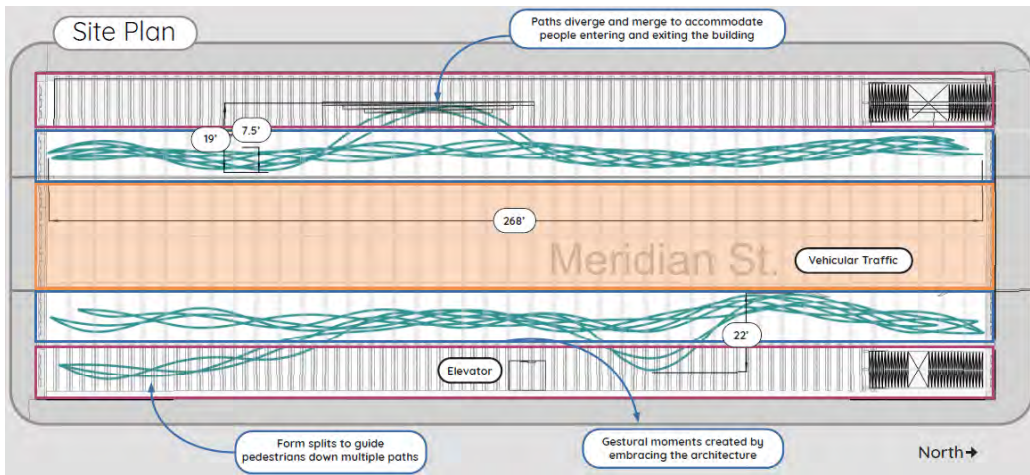 Site Plan
Paths diverge and merge to accommodate
people entering and exiting the building
19'
7.5'
268'
Meridian St.
Vehicular Traffic
22'
Elevator
Form splits to guide
pedestrians down multiple paths
Gestural moments created by
embracing the architecture
North→